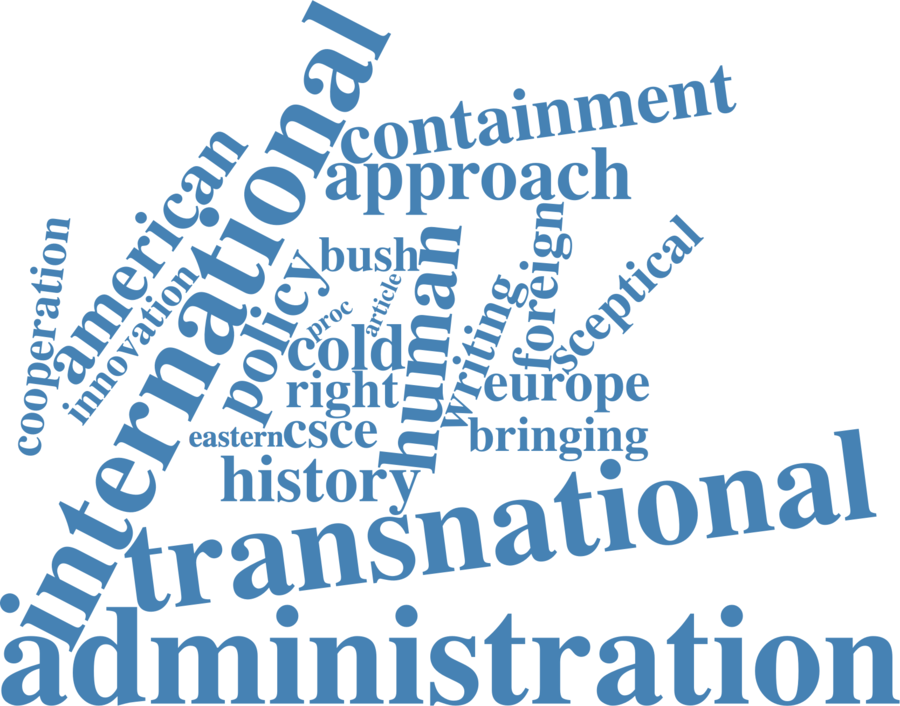 international
containment
approach
american
cooperation
innovation
policy
bush
proc
article
human
foreign
sceptical
writing
cold
right
europe
eastern
csce
bringing
history
transnational
administration